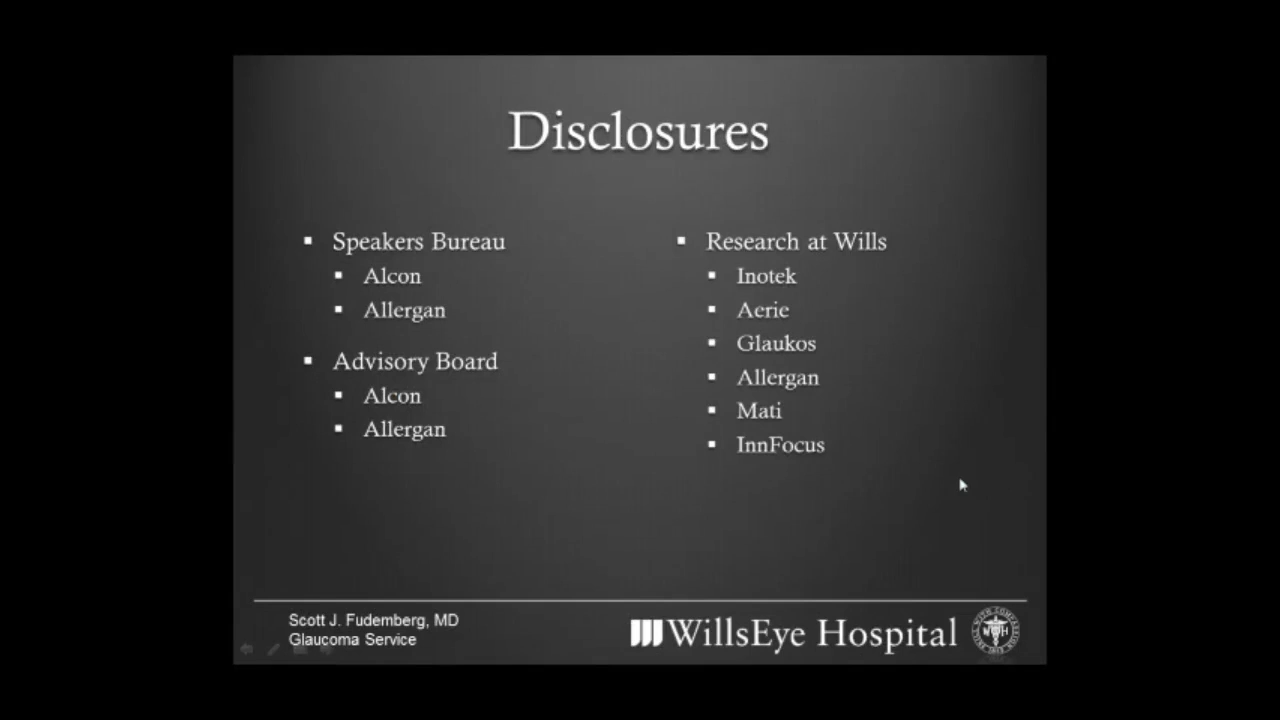 Disclosures
Speakers Bureau
Alcon
Allergan
Advisory Board
Alcon
Allergan
Research at Wills
Inotek
Aerie
Glaukos
Allergan
Mati
InnFocus
Scott J. Fudemberg, MD
Glaucoma Service
WillsEye Hospital